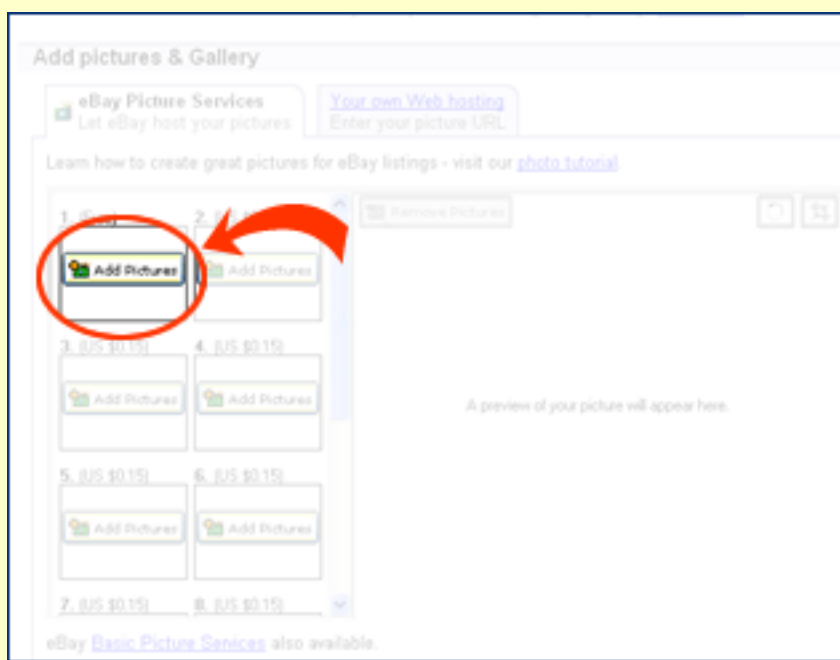 Add pictures & Gallery
eBay Picture Services
Let eBay host your pictures
Your own Web hosting
Enter your picture URL
Learn how to create great pictures for eBay listings - visit our photo tutorial.
1. (Free) 2. (US
Remove Pictures
Add Pictures Add Pictures
3. (US $0.15) 4. (US $0.15)
Add Pictures Add Pictures
A preview of your picture will appear here.
5. (US $0.15) 6. (US $0.15)
Add Pictures Add Pictures
7. (US $0.15) 8. (US $0.15)
eBay Basic Picture Services also available.